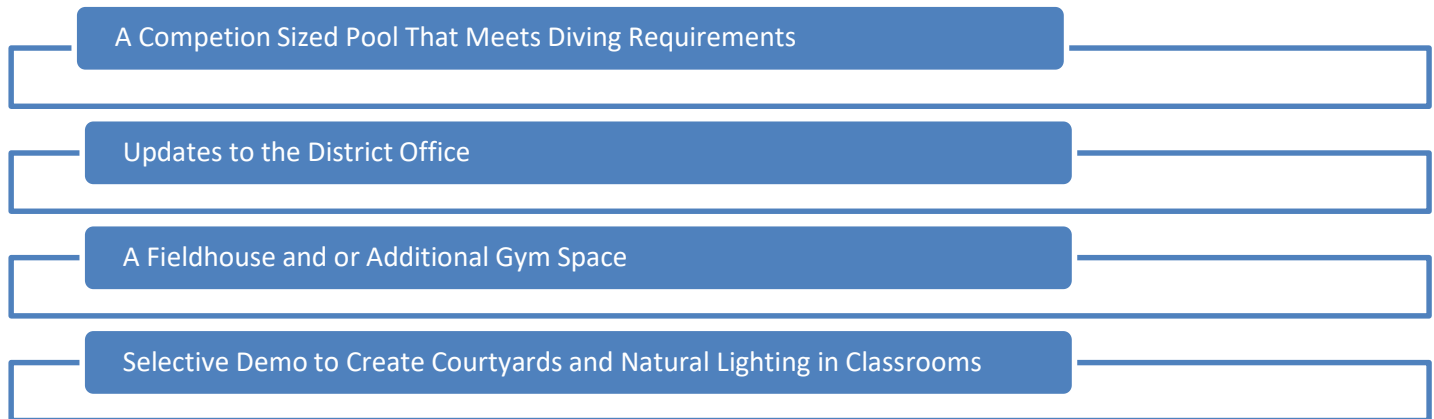 A Competion Sized Pool That Meets Diving Requirements
Updates to the District Office
A Fieldhouse and or Additional Gym Space
Selective Demo to Create Courtyards and Natural Lighting in Classrooms